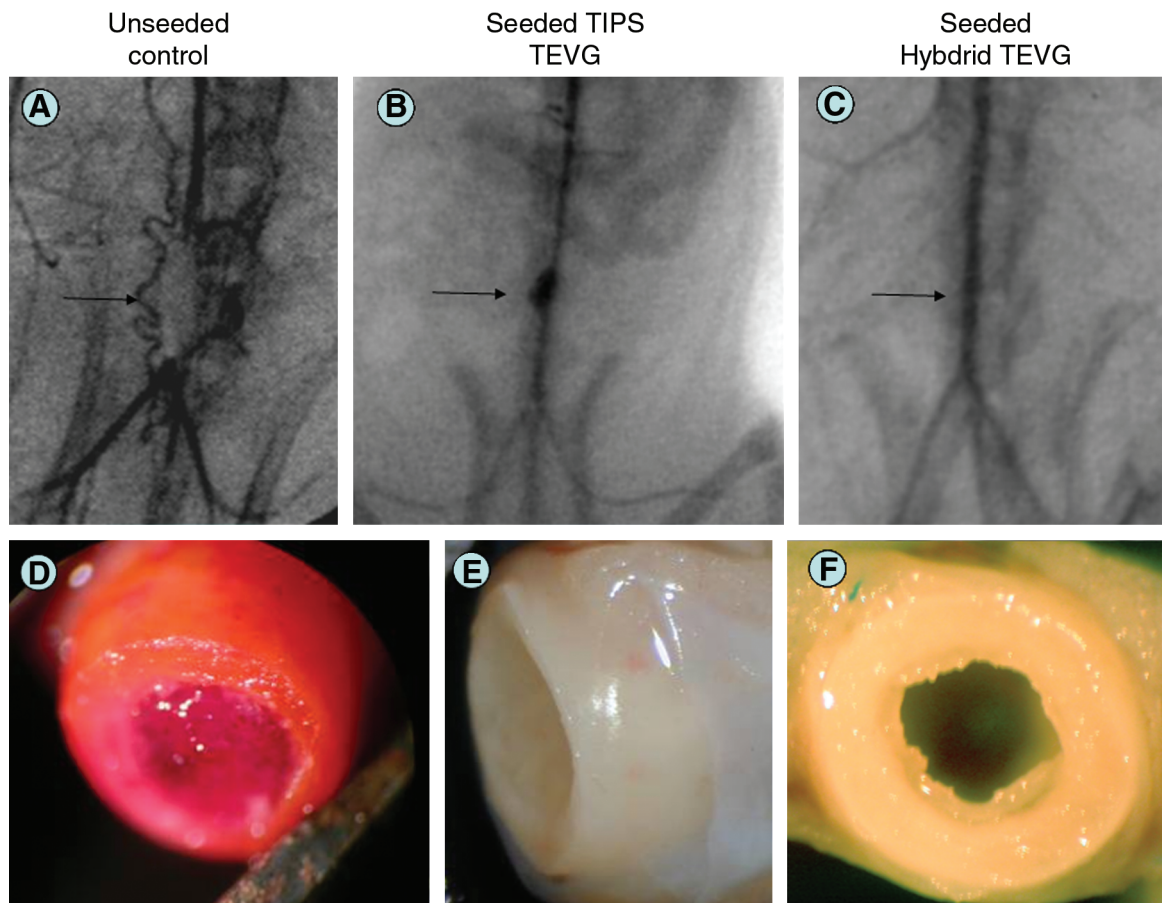 Unseeded
control
Seeded TIPS
TEVG
Seeded
Hybdrid TEVG
A
B
C
D
E
F